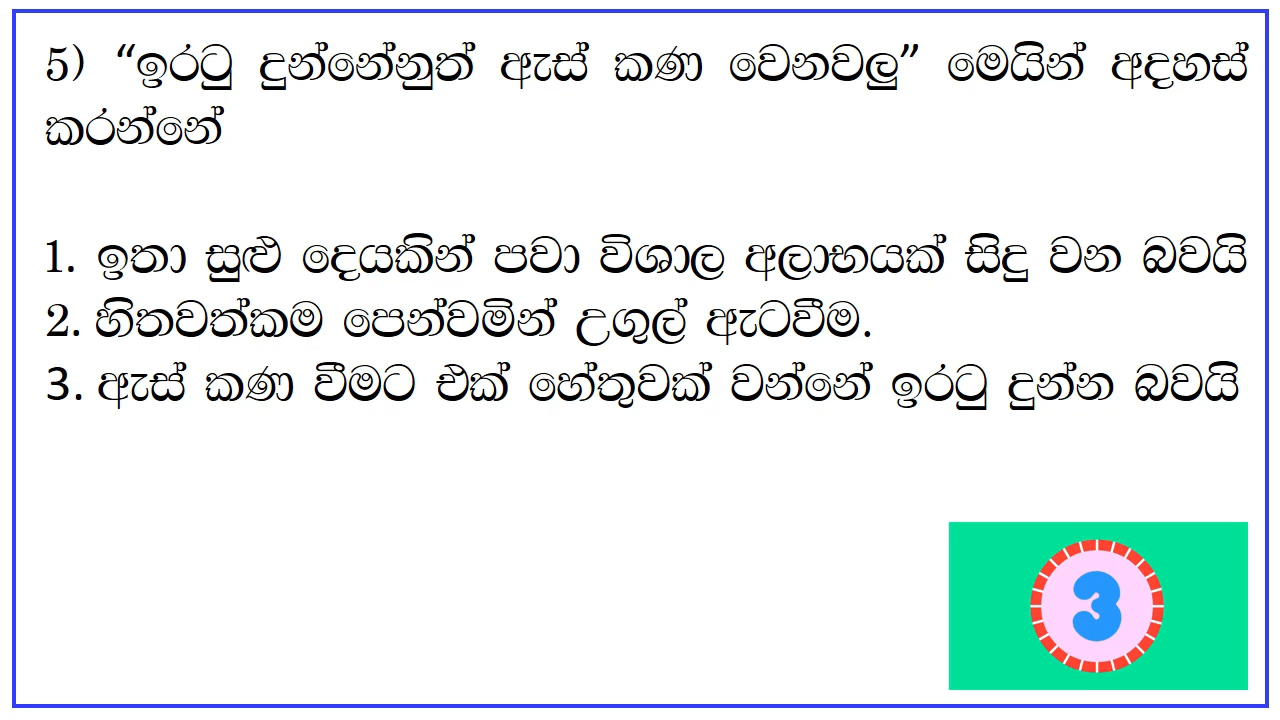 5) “ඉරටු දුන්නේනුත් ඇස් කණ වෙනවලු” මෙයින් අදහස්
කරන්නේ
1. ඉතා සුළු දෙයකින් පවා විශාල අලාභයක් සිදු වන බවයි
2. හිතවත්කම පෙන්වමින් උගුල් ඇටවීම.
3. ඇස් කණ වීමට එක් හේතුවක් වන්නේ ඉරටු දුන්න බවයි
3